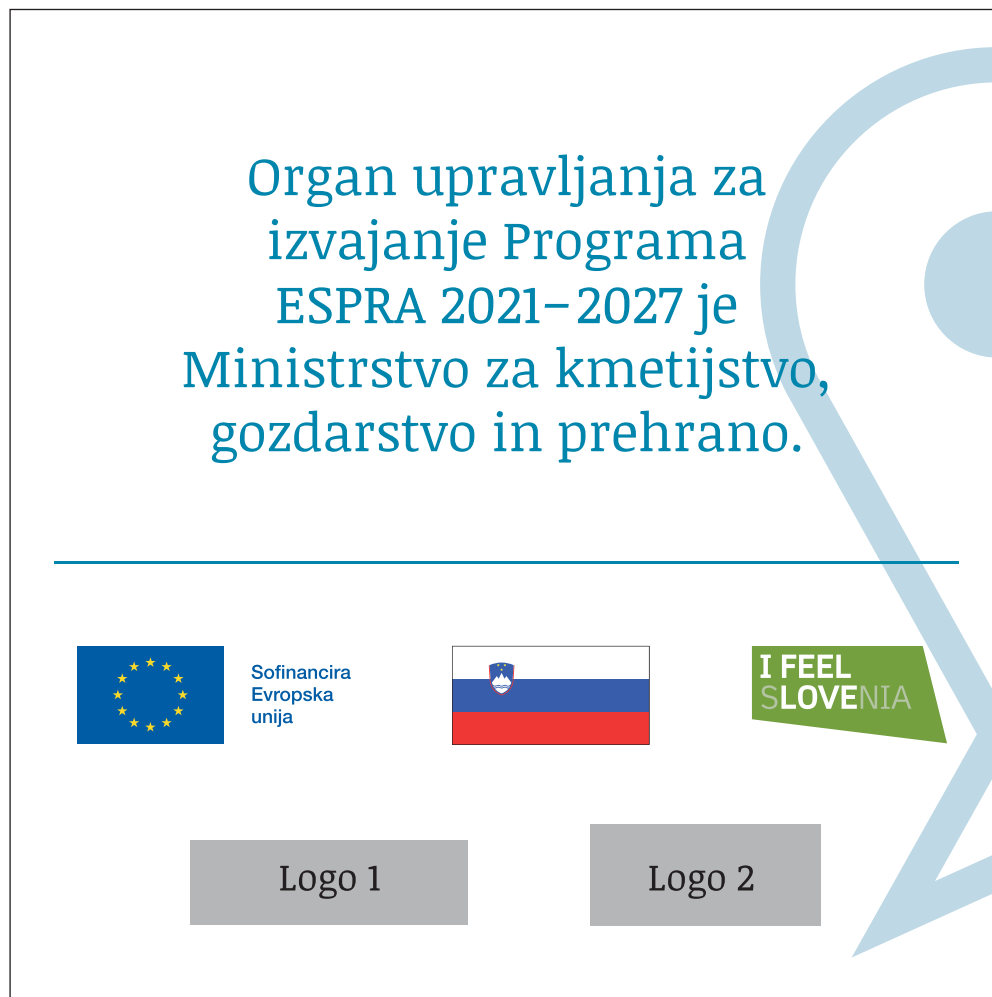 Organ upravljanja za
izvajanje Programa
ESPRA 2021–2027 je
Ministrstvo za kmetijstvo,
gozdarstvo in prehrano.
Sofinancira
Evropska
unija
I FEEL
SLOVENIA
Logo 1
Logo 2